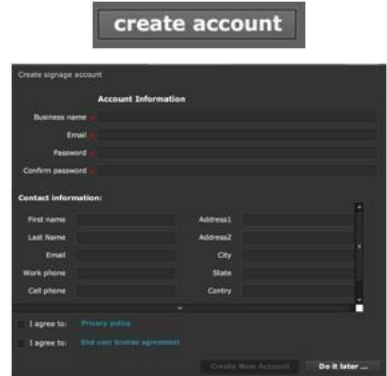 create account
Create signage account
Account Information
Business name *
Email *
Password *
Confirm password *
Contact information:
First name Address1
Last Name Address2
Email City
Work phone State
Cell phone Contry
I agree to: Privacy policy
I agree to: End user license agreement
Create New Account Do it later ...